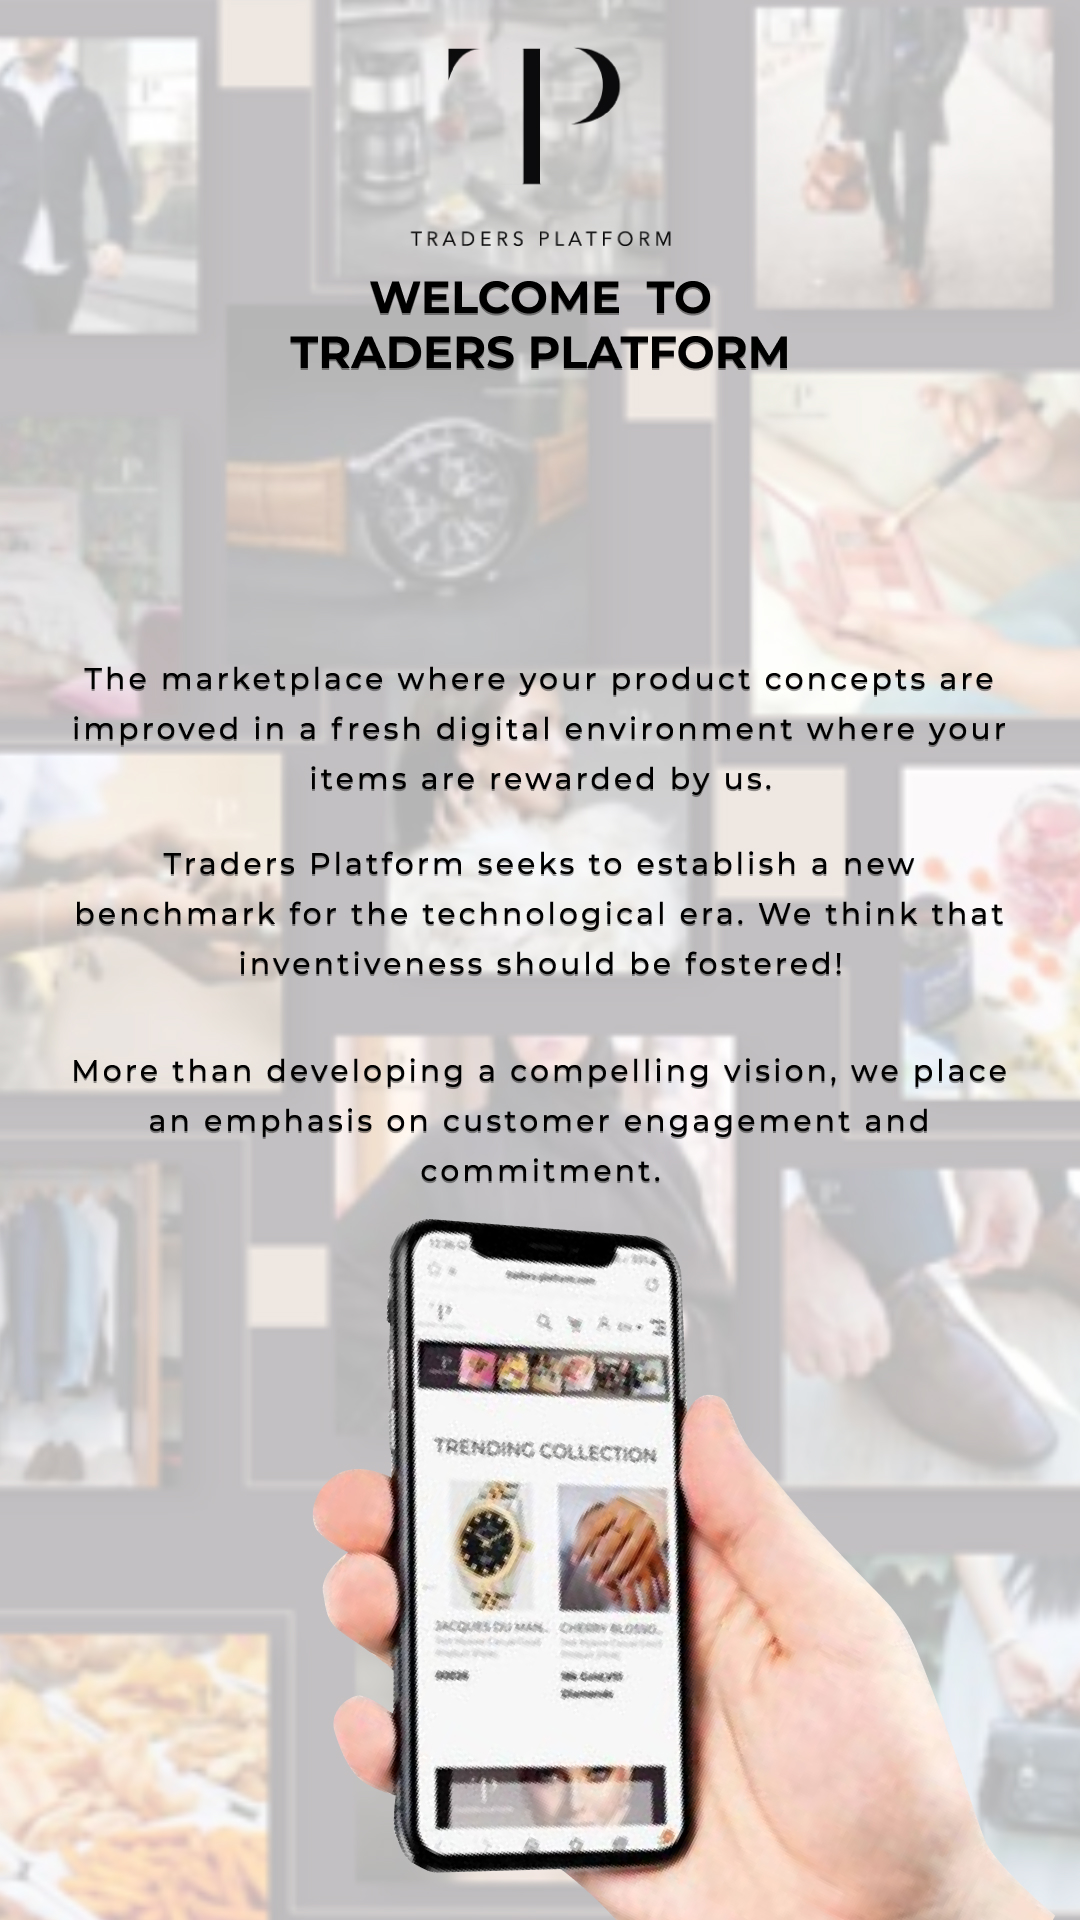 TP
TRADERS PLATFORM
WELCOME TO
TRADERS PLATFORM
The marketplace where your product concepts are
improved in a fresh digital environment where your
items are rewarded by us.
Traders Platform seeks to establish a new
benchmark for the technological era. We think that
inventiveness should be fostered!
More than developing a compelling vision, we place
an emphasis on customer engagement and
commitment.
traders-platform.com
TRENDING COLLECTION
JACQUES DU MAN..
CHERRY BLOSSO..
Diamonds